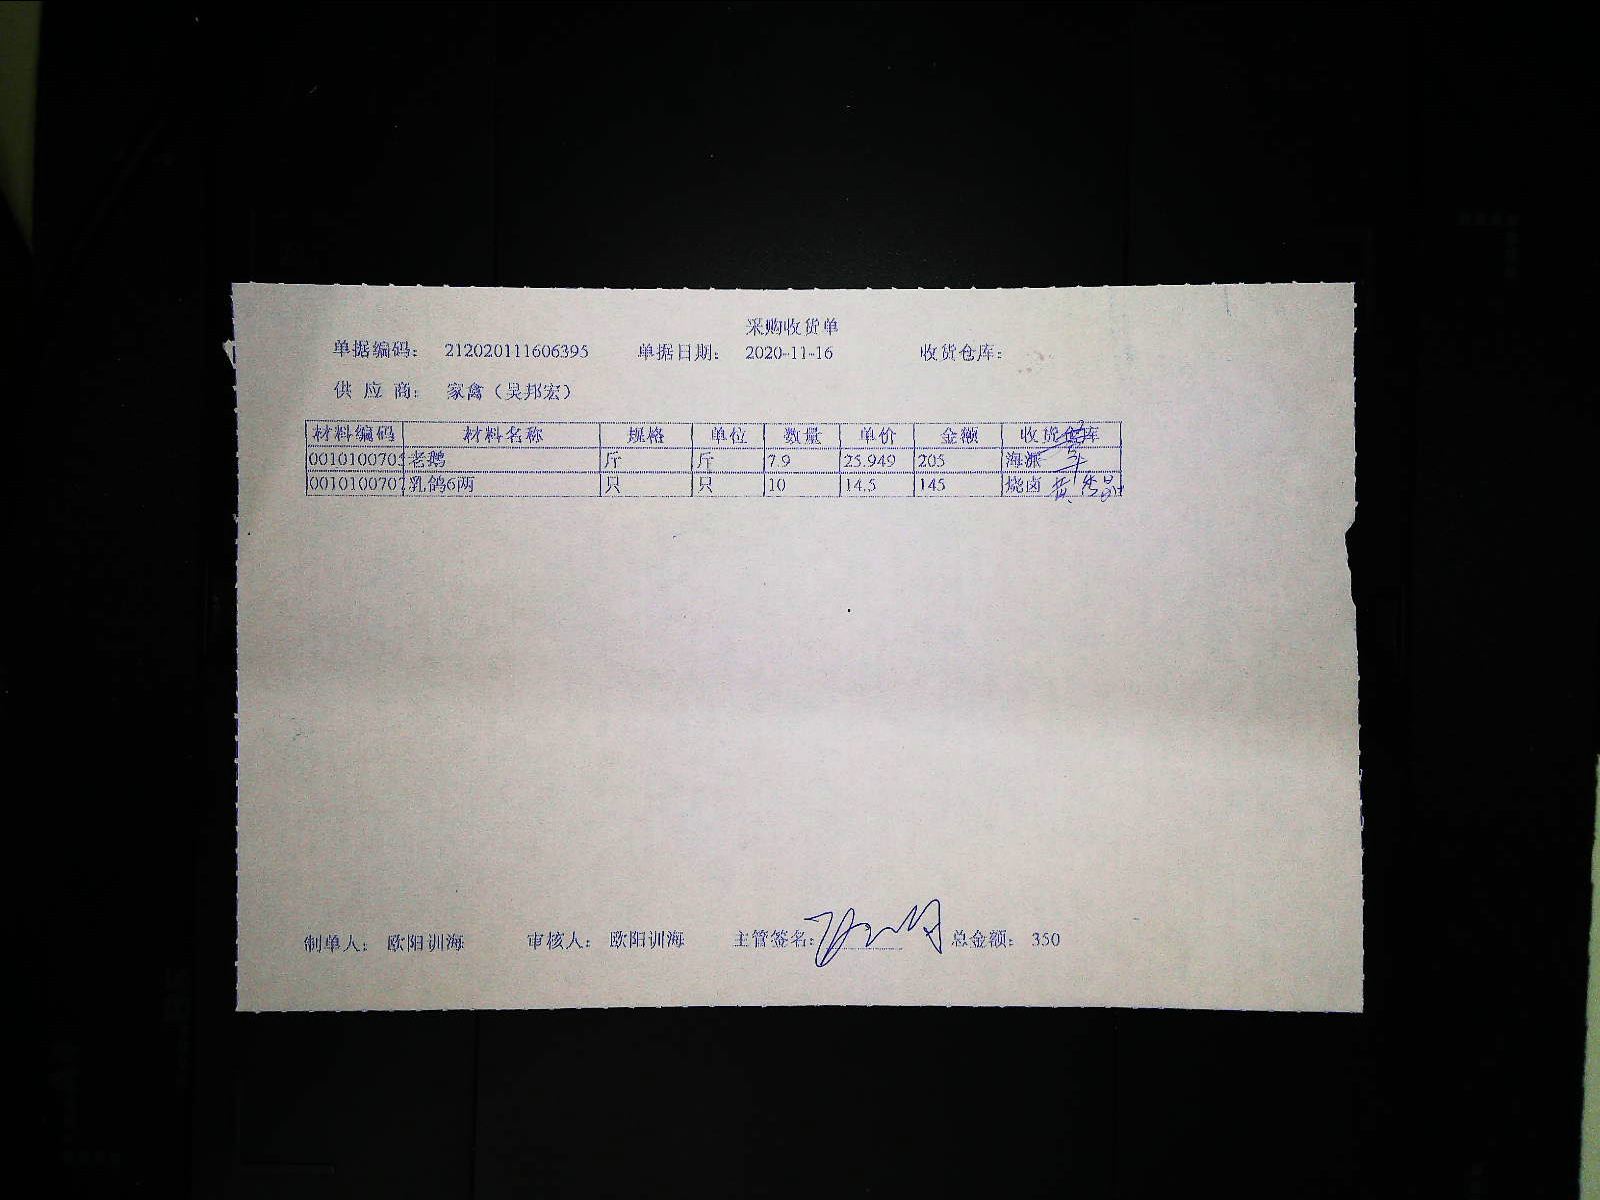 采购收货单
单据编码: 212020111606395 单据日期: 2020-11-16 收货仓库:
供 应 商: 家禽（吴邦宏）
材料编码 材料名称 规格 单位 数量 单价 金额 收货仓库
0010100705 老鹅 斤 斤 7.9 25.949 205 海派
0010100707 乳鸽6两 只 只 10 14.5 145 烧卤
制单人: 欧阳训海 审核人: 欧阳训海 主管签名: 总金额: 350